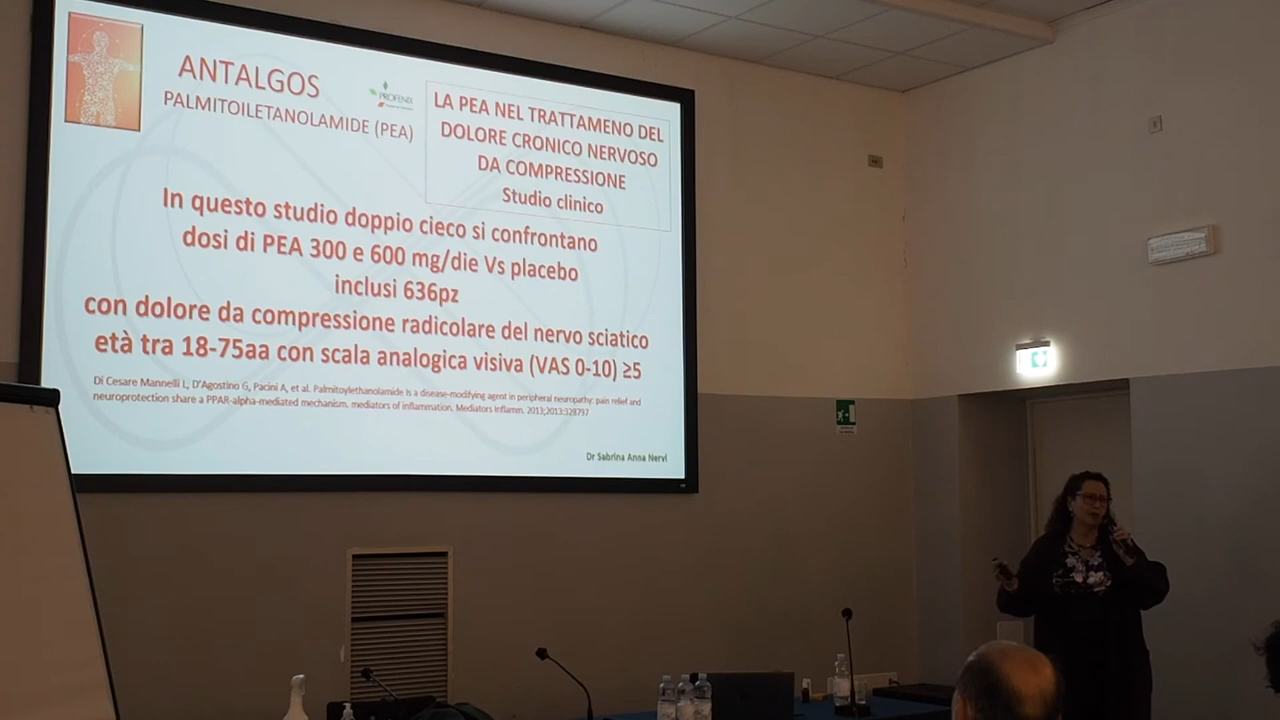 ANTALGOS
PALMITOILETANOLAMIDE (PEA)
PROFENIX
LA PEA NEL TRATTAMENO DEL
DOLORE CRONICO NERVOSO
DA COMPRESSIONE
Studio clinico
In questo studio doppio cieco si confrontano
dosi di PEA 300 e 600 mg/die Vs placebo
inclusi 636pz
con dolore da compressione radicolare del nervo sciatico
età tra 18-75aa con scala analogica visiva (VAS 0-10) ≥5
Di Cesare Mannelli L, D'Agostino G, Pacini A, et al. Palmitoylethanolamide is a disease-modifying agent in peripheral neuropathy: pain relief and
neuroprotection share a PPAR-alpha-mediated mechanism. mediators of inflammation. Mediators Inflamm. 2013;2013:328797
Dr Sabrina Anna Nervi